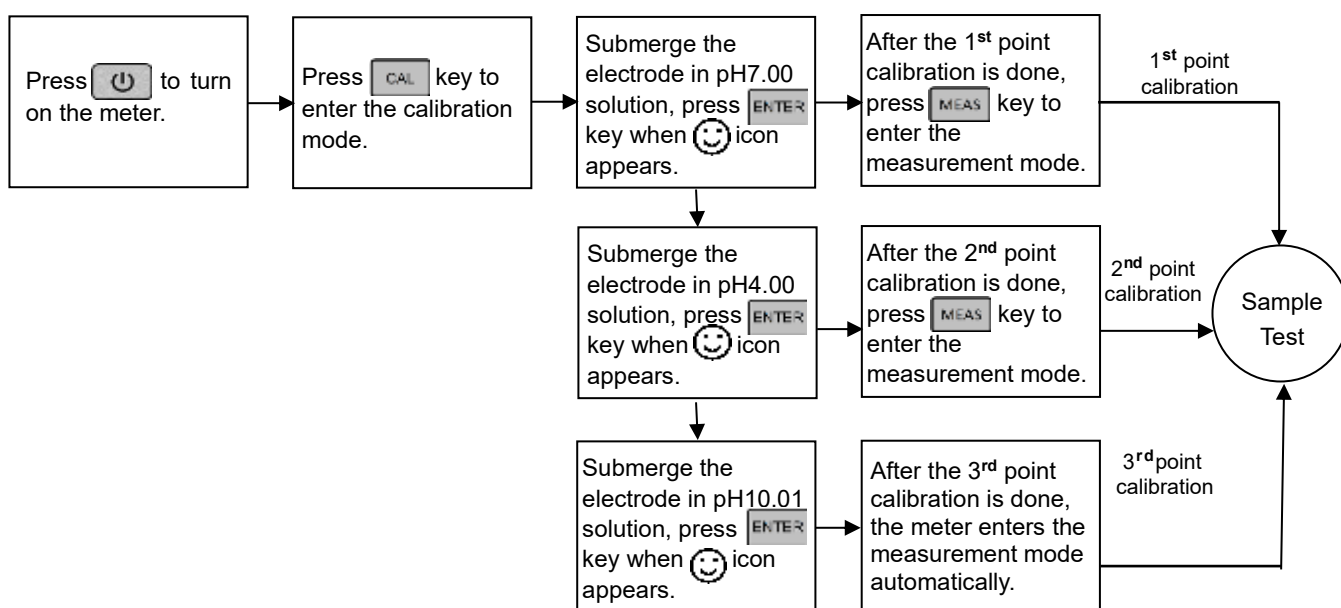 Press to turn
on the meter.
Press CAL key to
enter the calibration
mode.
Submerge the
electrode in pH7.00
solution, press ENTER
key when icon
appears.
After the 1st point
calibration is done,
press MEAS key to
enter the
measurement mode.
1st point
calibration
Submerge the
electrode in pH4.00
solution, press ENTER
key when icon
appears.
After the 2nd point
calibration is done,
press MEAS key to
enter the
measurement mode.
2nd point
calibration
Sample
Test
Submerge the
electrode in pH10.01
solution, press ENTER
key when icon
appears.
After the 3rd point
calibration is done,
the meter enters the
measurement mode
automatically.
3rd point
calibration